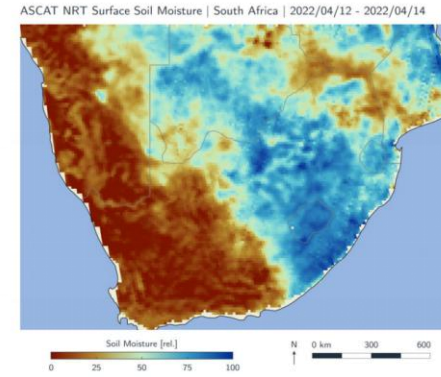 ASCAT NRT Surface Soil Moisture | South Africa | 2022/04/12 - 2022/04/14
Soil Moisture [rel.]
0 25 50 75 100
N 0 km 300 600